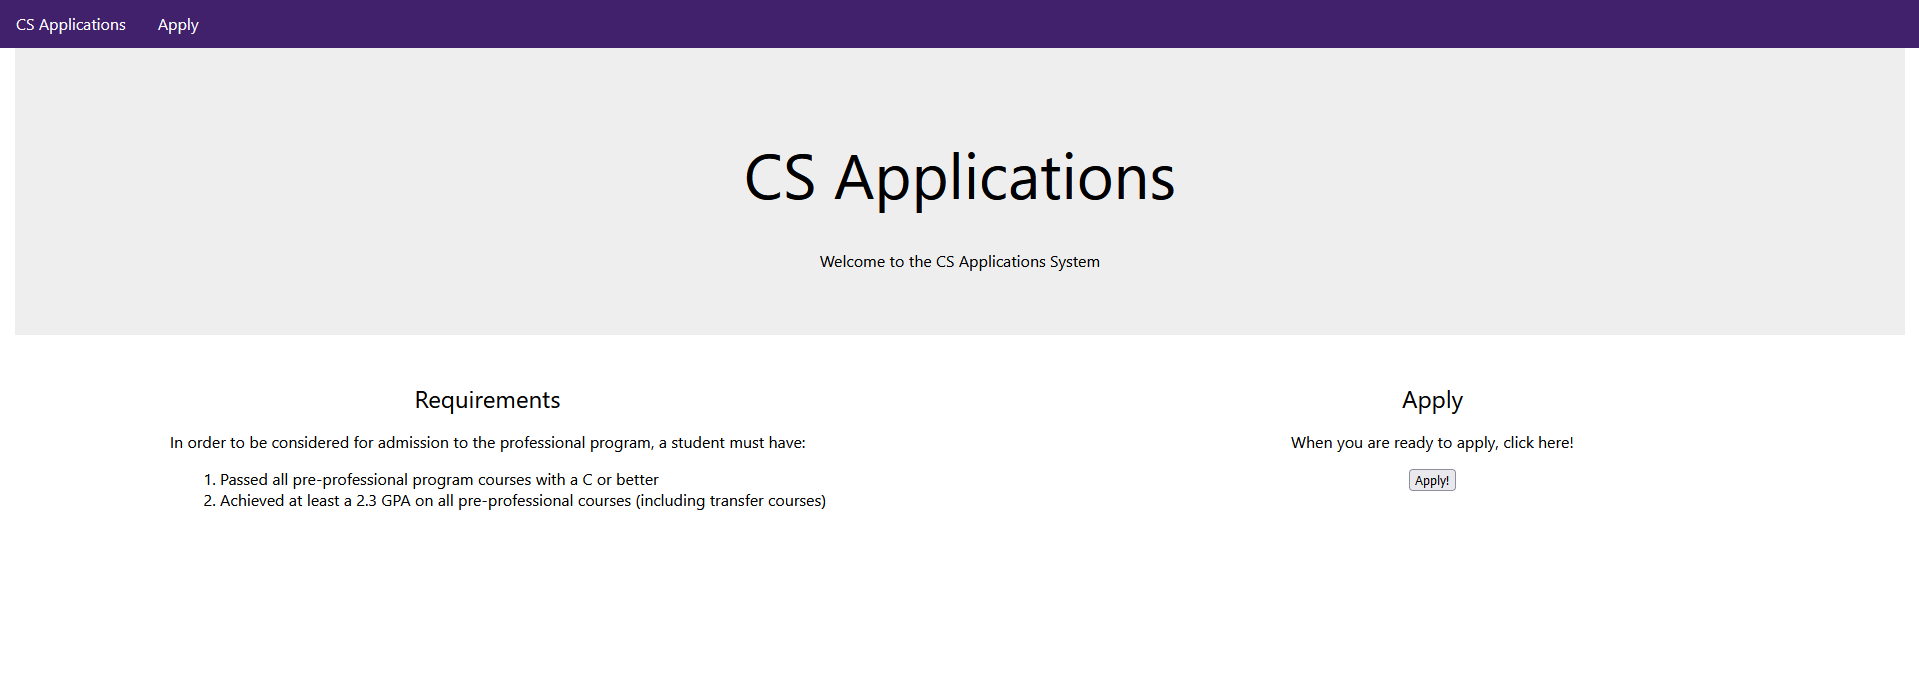 CS Applications Apply
CS Applications
Welcome to the CS Applications System
Requirements
In order to be considered for admission to the professional program, a student must have:
1. Passed all pre-professional program courses with a C or better
2. Achieved at least a 2.3 GPA on all pre-professional courses (including transfer courses)
Apply
When you are ready to apply, click here!
Apply!